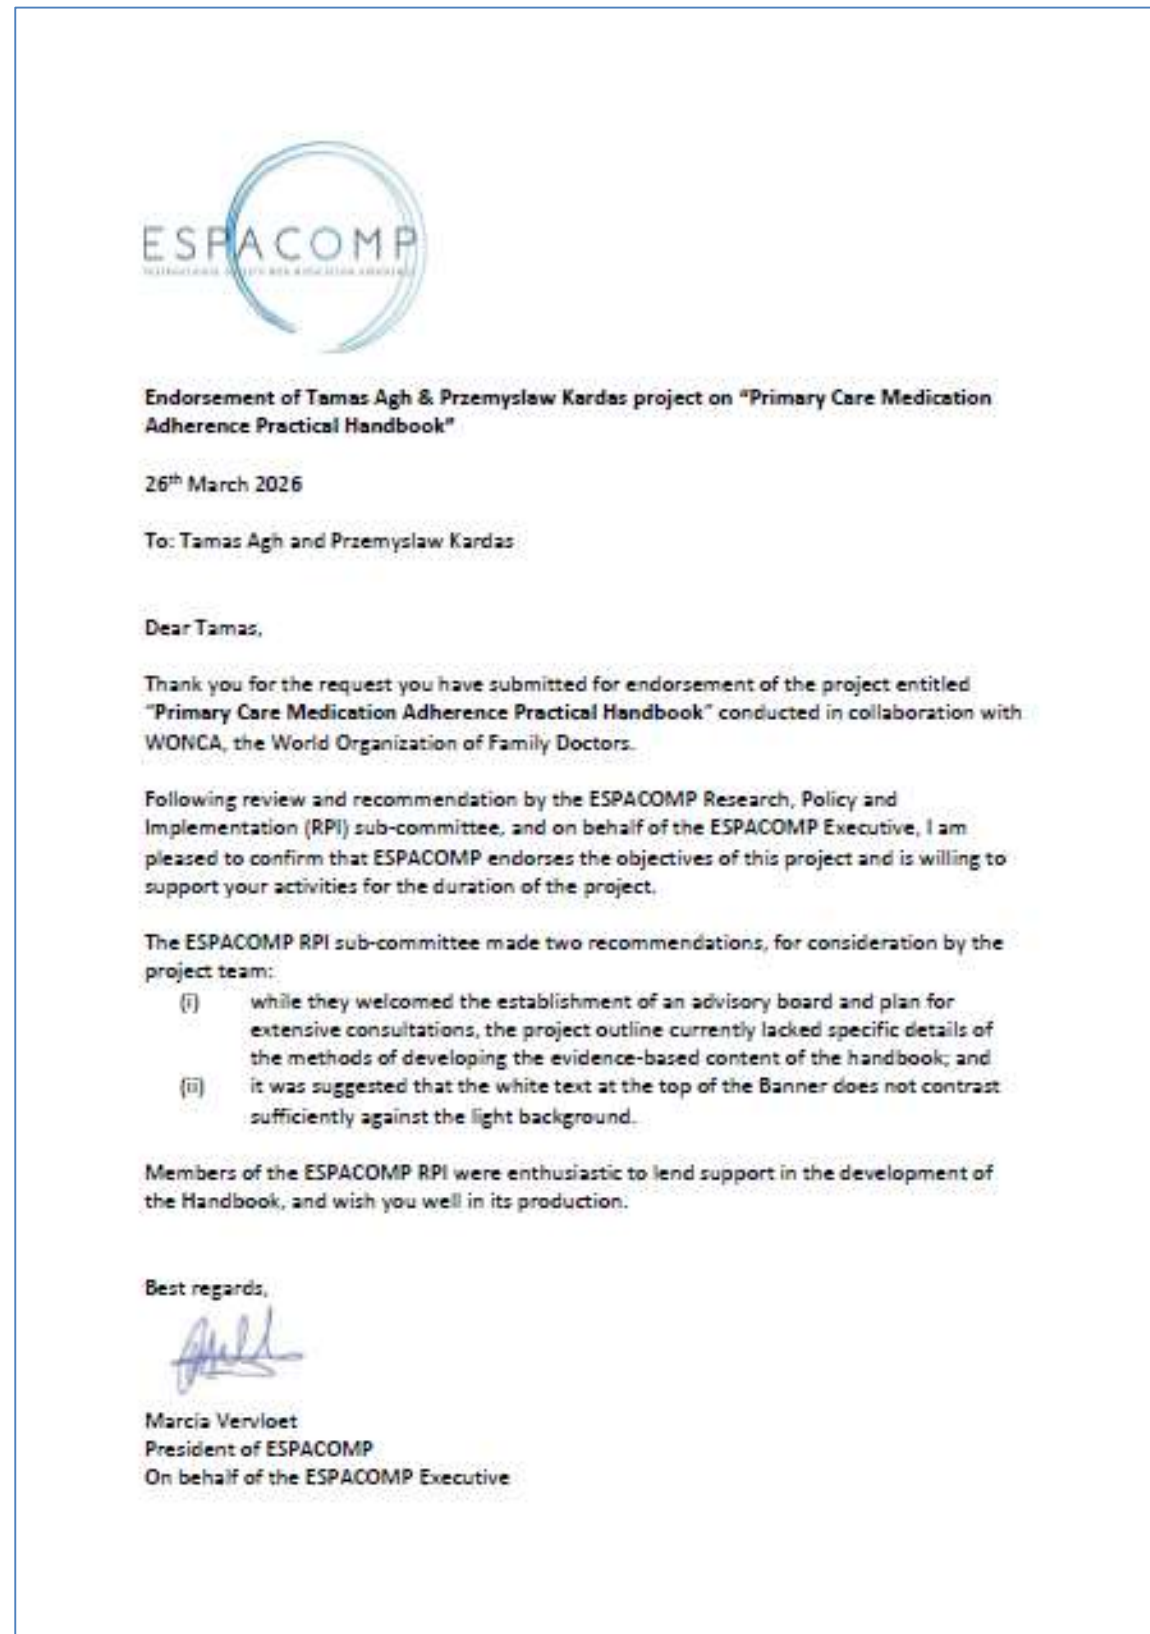 ESPACOMP
Endorsement of Tamas Agh & Przemyslaw Kardas project on “Primary Care Medication
Adherence Practical Handbook”
26th March 2026
To: Tamas Agh and Przemyslaw Kardas
Dear Tamas,
Thank you for the request you have submitted for endorsement of the project entitled
“Primary Care Medication Adherence Practical Handbook” conducted in collaboration with
WONCA, the World Organization of Family Doctors.
Following review and recommendation by the ESPACOMP Research, Policy and
Implementation (RPI) sub-committee, and on behalf of the ESPACOMP Executive, I am
pleased to confirm that ESPACOMP endorses the objectives of this project and is willing to
support your activities for the duration of the project.
The ESPACOMP RPI sub-committee made two recommendations, for consideration by the
project team:
(i) while they welcomed the establishment of an advisory board and plan for
extensive consultations, the project outline currently lacked specific details of
the methods of developing the evidence-based content of the handbook; and
(ii) it was suggested that the white text at the top of the Banner does not contrast
sufficiently against the light background.
Members of the ESPACOMP RPI were enthusiastic to lend support in the development of
the Handbook, and wish you well in its production.
Best regards,
Marcia Vervloet
President of ESPACOMP
On behalf of the ESPACOMP Executive